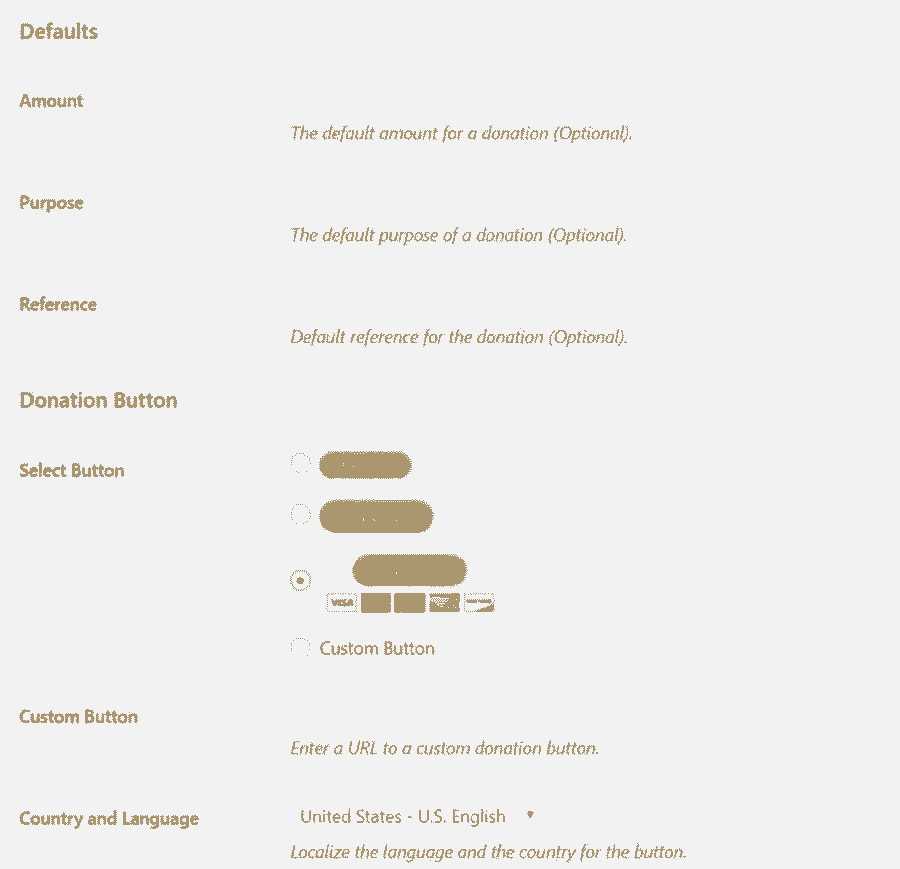 Defaults
Amount
The default amount for a donation (Optional).
Purpose
The default purpose of a donation (Optional).
Reference
Default reference for the donation (Optional).
Donation Button
Select Button
VISA
Custom Button
Custom Button
Enter a URL to a custom donation button.
Country and Language
United States - U.S. English
Localize the language and the country for the button.